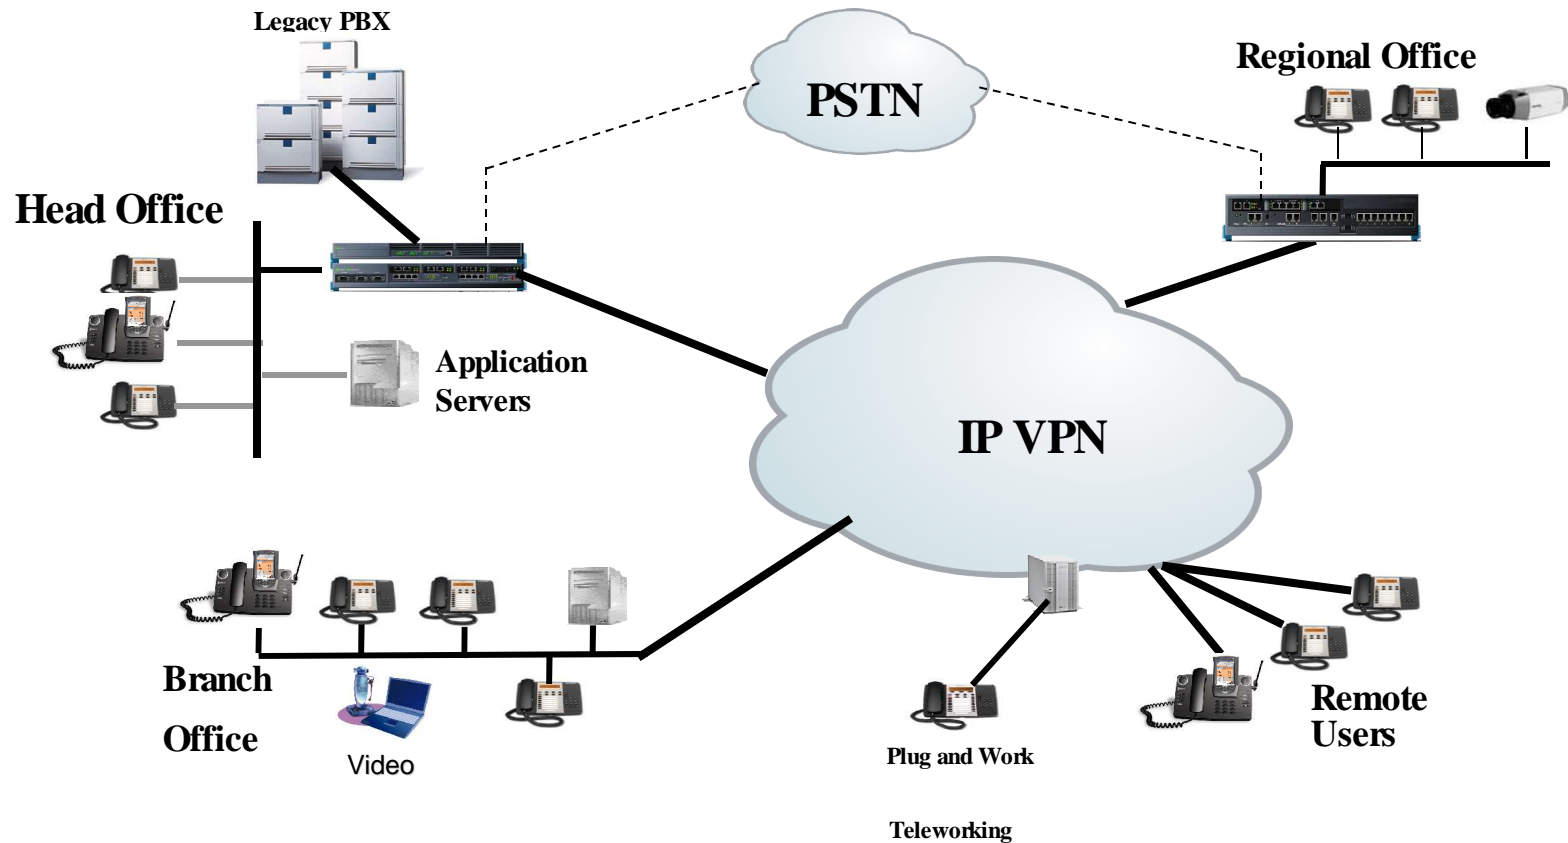 Legacy PBX
PSTN
Regional Office
Head Office
Application
Servers
IP VPN
Branch
Office
Video
Plug and Work
Teleworking
Remote
Users